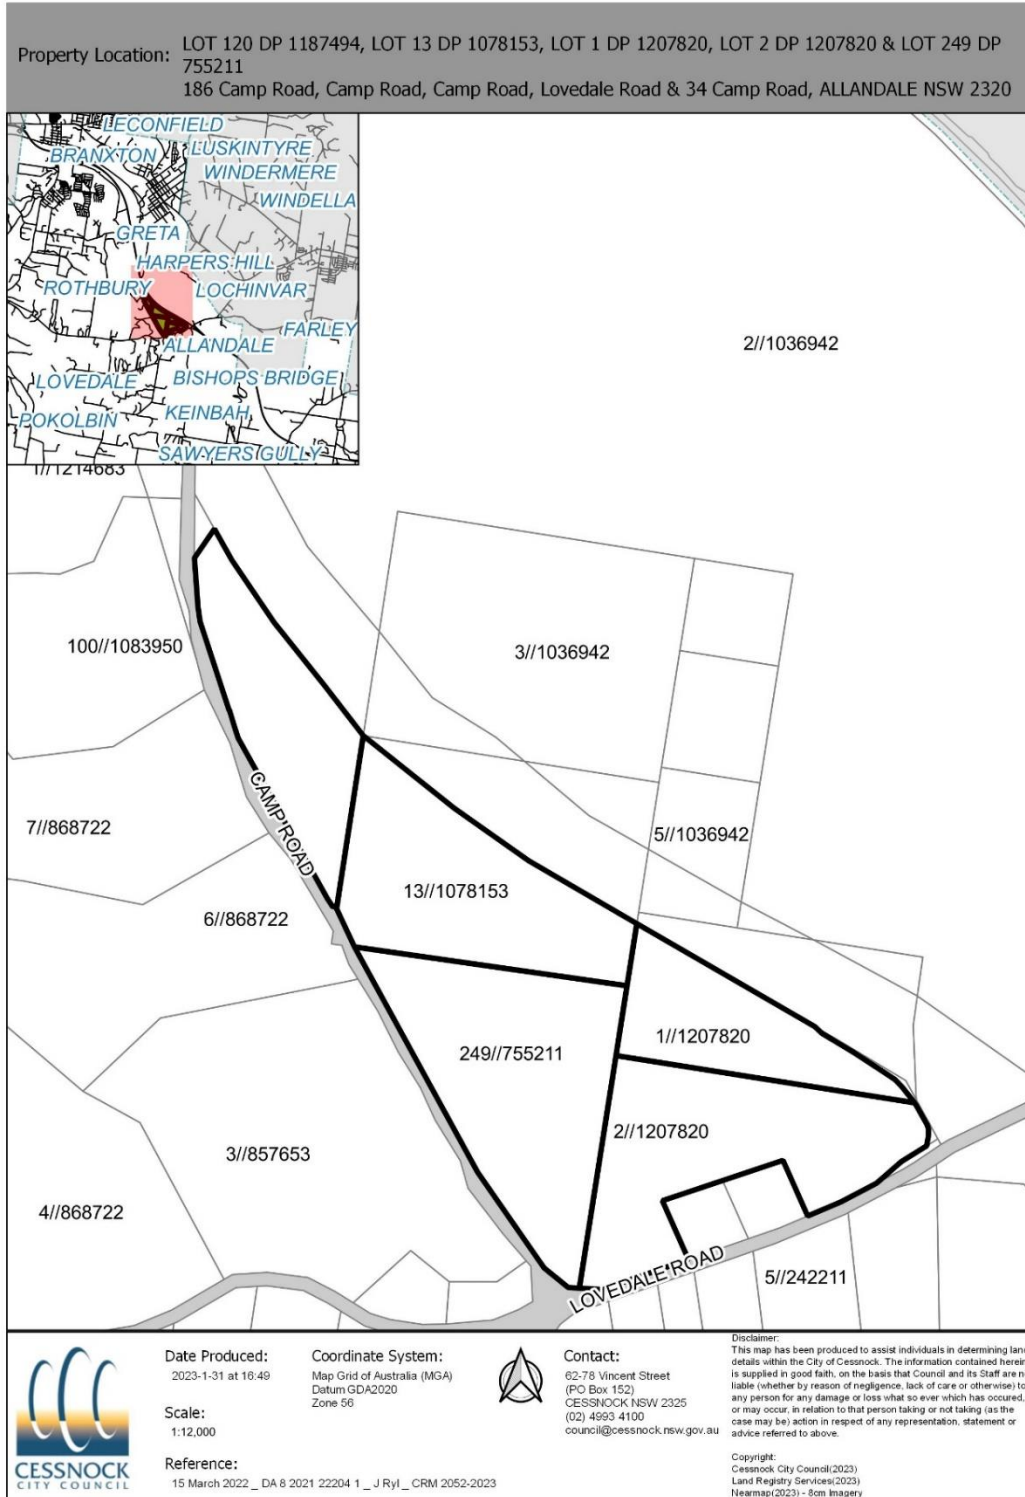 Property Location:
LOT 120 DP 1187494, LOT 13 DP 1078153, LOT 1 DP 1207820, LOT 2 DP 1207820 & LOT 249 DP
755211
186 Camp Road, Camp Road, Camp Road, Lovedale Road & 34 Camp Road, ALLANDALE NSW 2320
LECONFIELD
BRANXTON
LUSKINTYRE
WINDERMERE
WINDELLA
GRETA
HARPERS HILL
ROTHBURY
LOCHINVAR
FARLEY
ALLANDALE
LOVEDALE
BISHOPS BRIDGE
POKOLBIN
KEINBAH
SAWYERS GULLY
2//1036942
1//1214683
100//1083950
3//1036942
7//868722
CAMP ROAD
5//1036942
13//1078153
6//868722
249//755211
1//1207820
2//1207820
3//857653
4//868722
LOVEDALE ROAD
5//242211
CESSNOCK
CITY COUNCIL
Date Produced:
2023-1-31 at 16:49
Scale:
1:12,000
Reference:
15 March 2022 _ DA 8 2021 22204 1 _ J Ryl _ CRM 2052-2023
Coordinate System:
Map Grid of Australia (MGA)
Datum GDA2020
Zone 56
Contact:
62-78 Vincent Street
(PO Box 152)
CESSNOCK NSW 2325
(02) 4993 4100
council@cessnock.nsw.gov.au
Disclaimer:
This map has been produced to assist individuals in determining land
details within the City of Cessnock. The information contained herein
is supplied in good faith, on the basis that Council and its Staff are no
liable (whether by reason of negligence, lack of care or otherwise) to
any person for any damage or loss what so ever which has occured,
or may occur, in relation to that person taking or not taking (as the
case may be) action in respect of any representation, statement or
advice referred to above.
Copyright:
Cessnock City Council(2023)
Land Registry Services(2023)
Nearmap(2023) - 8cm Imagery